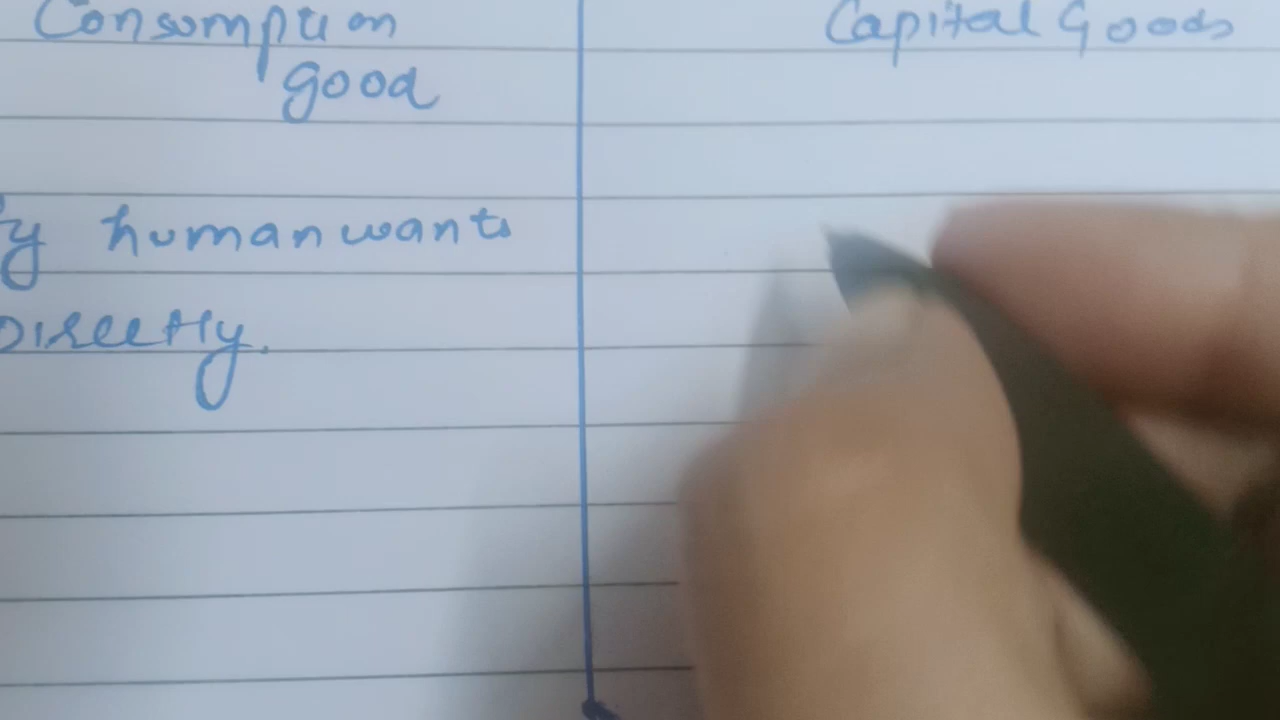 Consumption
good
Capital Goods
y human wants
Directly.